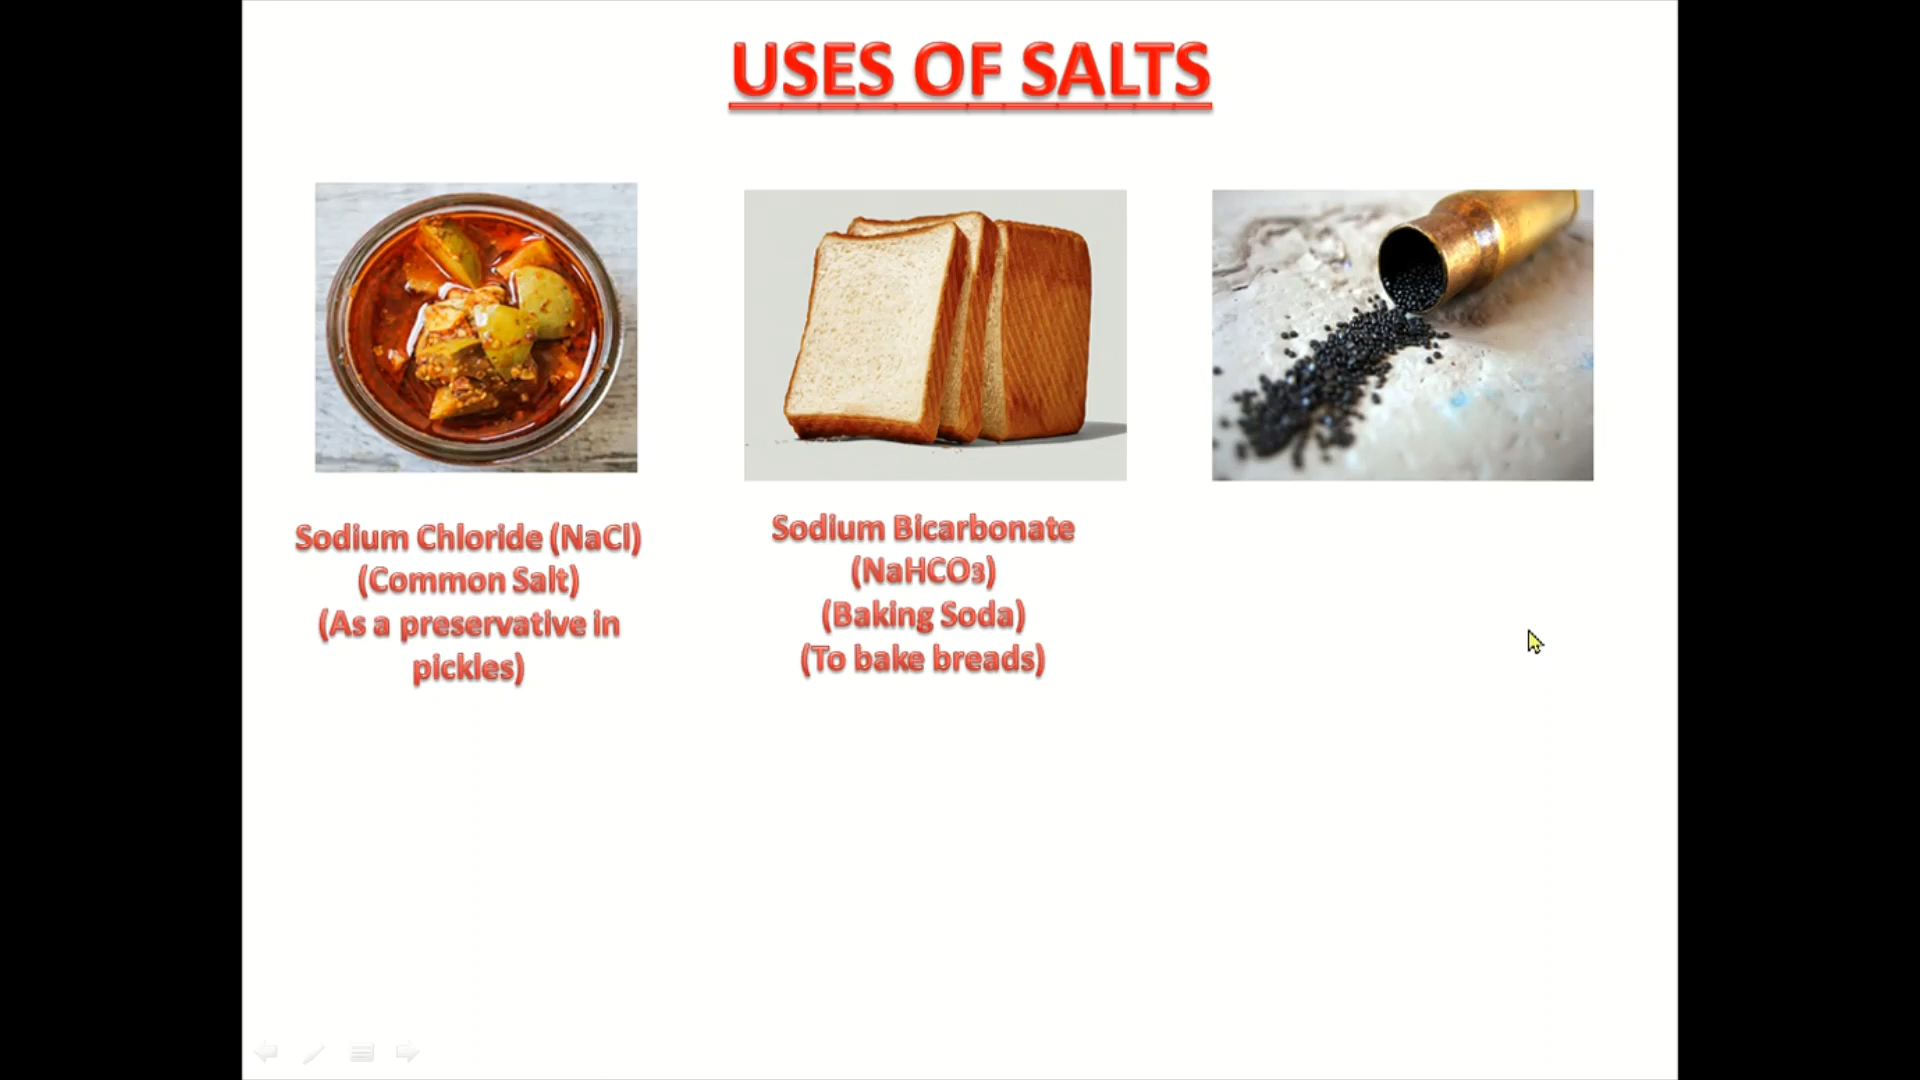 USES OF SALTS
Sodium Chloride (NaCl)
(Common Salt)
(As a preservative in
pickles)
Sodium Bicarbonate
(NaHCO3)
(Baking Soda)
(To bake breads)